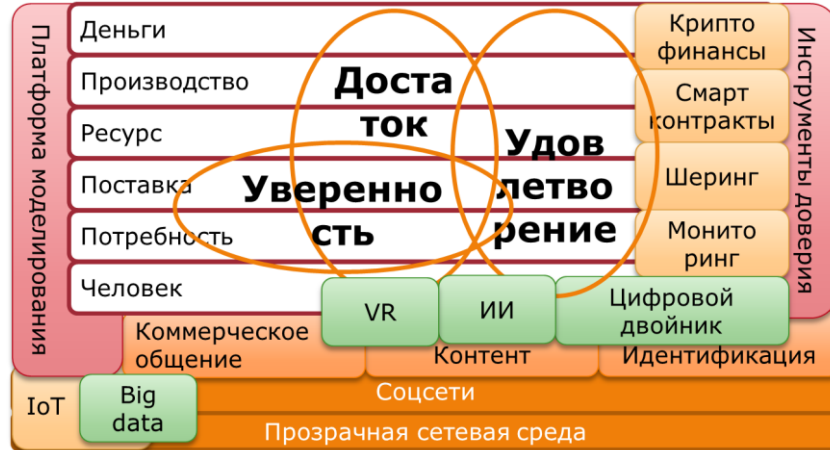 Платформа моделирования
Деньги
Производство
Ресурс
Поставка
Потребность
Человек
Доста
ток
Удов
летво
рение
Уверенно
сть
Крипто
финансы
Смарт
контракты
Шеринг
Монито
ринг
Инструменты доверия
VR
ИИ
Цифровой
двойник
Коммерческое
общение
Контент
Идентификация
IoT
Big
data
Соцсети
Прозрачная сетевая среда